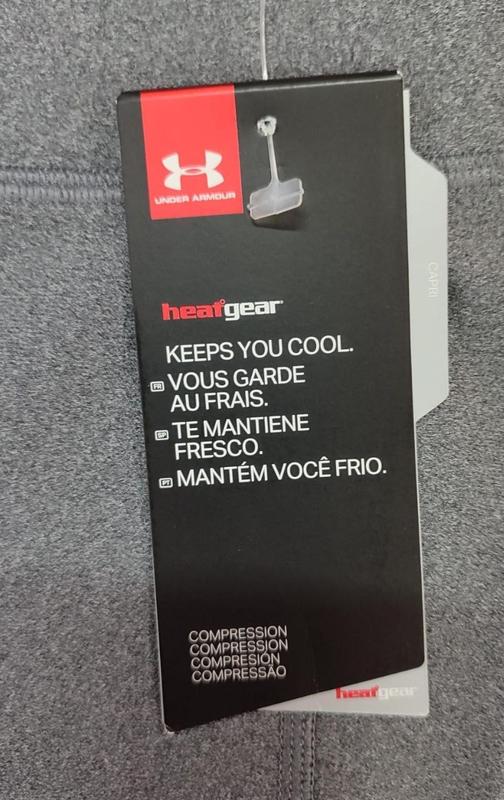 UNDER ARMOUR
heatgear
CAPRI
KEEPS YOU COOL.
FR VOUS GARDE
AU FRAIS.
SP TE MANTIENE
FRESCO.
PT MANTÉM VOCÊ FRIO.
COMPRESSION
COMPRESSION
COMPRESIÓN
COMPRESSÃO
heatgear